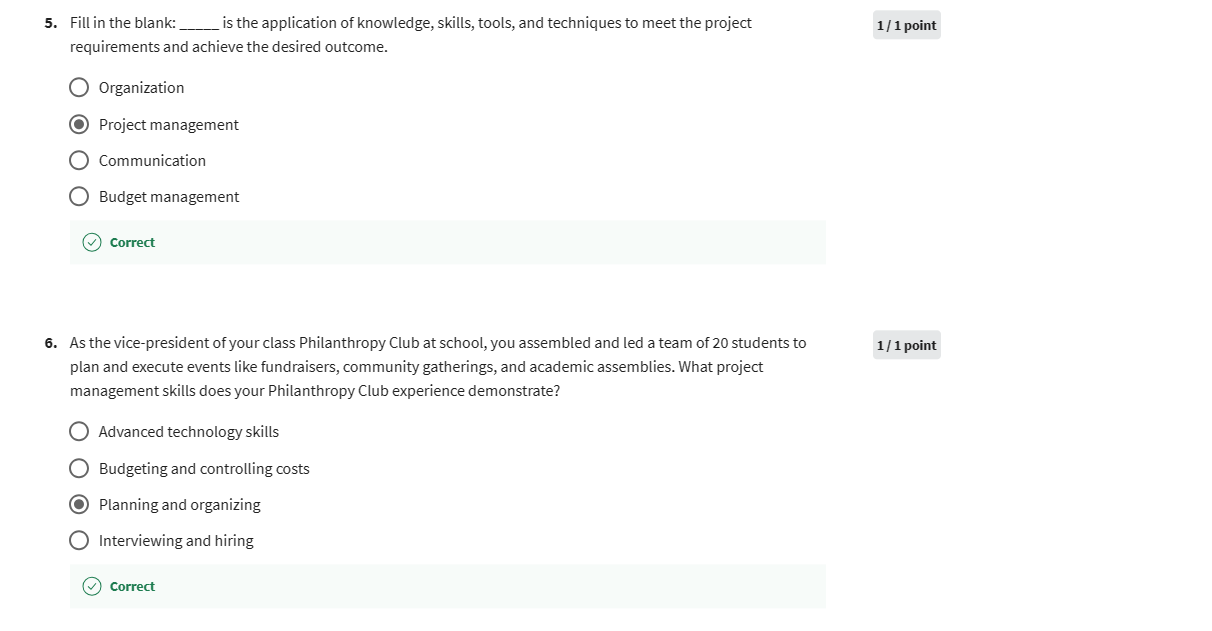 5. Fill in the blank: _____ is the application of knowledge, skills, tools, and techniques to meet the project
requirements and achieve the desired outcome.
1 / 1 point
Organization
Project management
Communication
Budget management
Correct
6. As the vice-president of your class Philanthropy Club at school, you assembled and led a team of 20 students to
plan and execute events like fundraisers, community gatherings, and academic assemblies. What project
management skills does your Philanthropy Club experience demonstrate?
1 / 1 point
Advanced technology skills
Budgeting and controlling costs
Planning and organizing
Interviewing and hiring
Correct